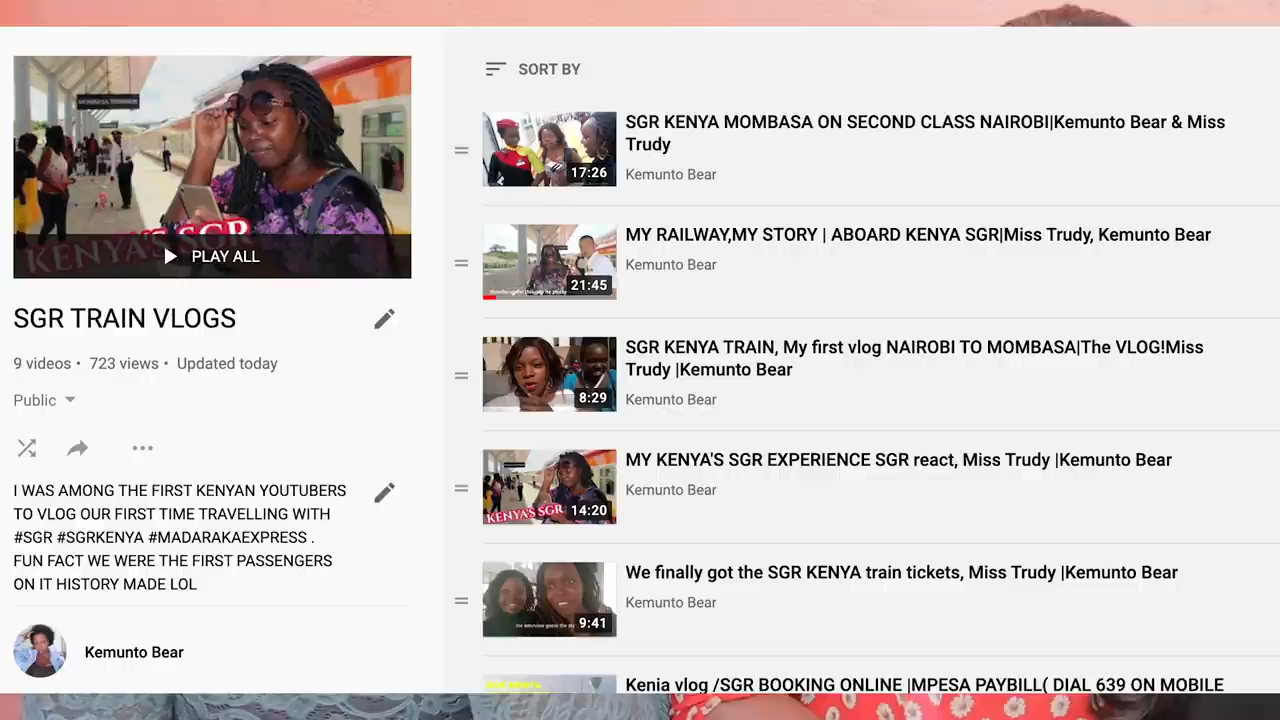 KENYA'S SGR
PLAY ALL
SGR TRAIN VLOGS
9 videos • 723 views • Updated today
Public
I WAS AMONG THE FIRST KENYAN YOUTUBERS
TO VLOG OUR FIRST TIME TRAVELLING WITH
#SGR #SGRKENYA #MADARAKAEXPRESS .
FUN FACT WE WERE THE FIRST PASSENGERS
ON IT HISTORY MADE LOL
Kemunto Bear
SORT BY
17:26
SGR KENYA MOMBASA ON SECOND CLASS NAIROBI|Kemunto Bear & Miss
Trudy
Kemunto Bear
21:45
MY RAILWAY,MY STORY | ABOARD KENYA SGR|Miss Trudy, Kemunto Bear
Kemunto Bear
8:29
SGR KENYA TRAIN, My first vlog NAIROBI TO MOMBASA|The VLOG!Miss
Trudy |Kemunto Bear
Kemunto Bear
KENYA'S SGR
14:20
MY KENYA'S SGR EXPERIENCE SGR react, Miss Trudy |Kemunto Bear
Kemunto Bear
9:41
We finally got the SGR KENYA train tickets, Miss Trudy |Kemunto Bear
Kemunto Bear
Kenia vlog /SGR BOOKING ONLINE |MPESA PAYBILL( DIAL 639 ON MOBILE